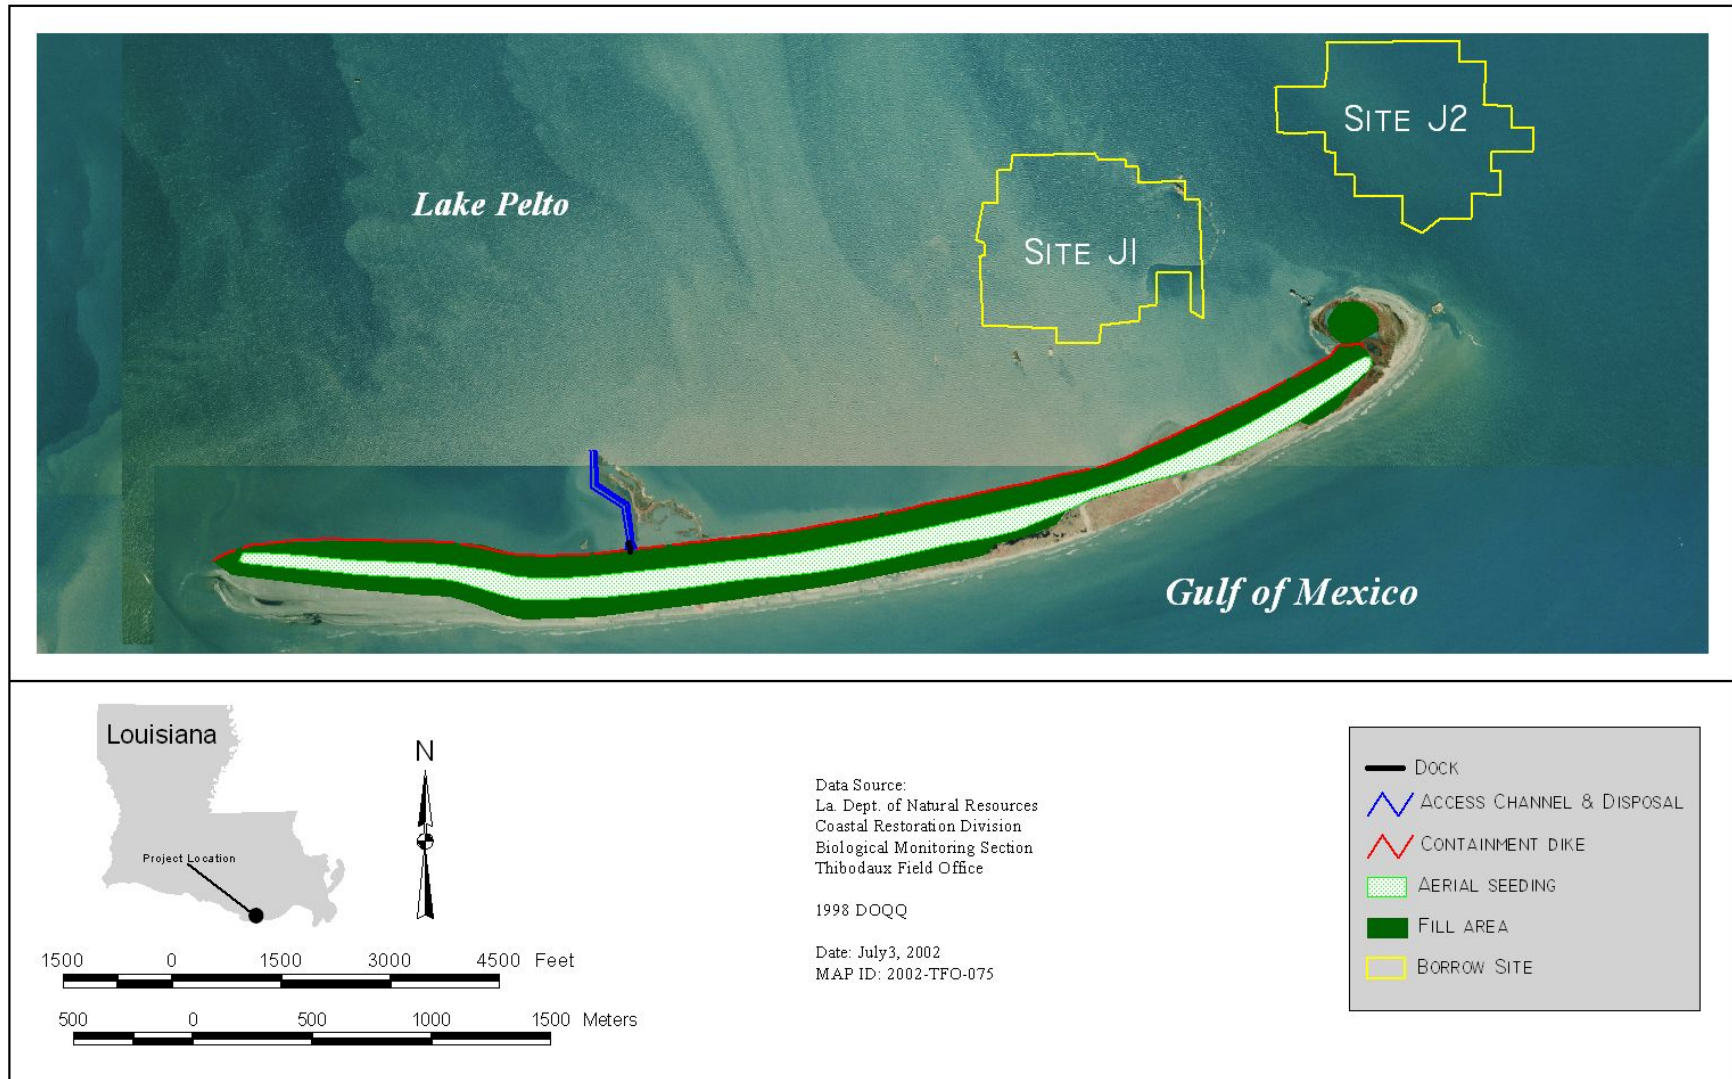 Lake Pelto
SITE J1
SITE J2
Gulf of Mexico
Louisiana
Project Location
N
1500 0 1500 3000 4500 Feet
500 0 500 1000 1500 Meters
Data Source:
La. Dept. of Natural Resources
Coastal Restoration Division
Biological Monitoring Section
Thibodaux Field Office
1998 DOQQ
Date: July3, 2002
MAP ID: 2002-TFO-075
DOCK
ACCESS CHANNEL & DISPOSAL
CONTAINMENT DIKE
AERIAL SEEDING
FILL AREA
BORROW SITE